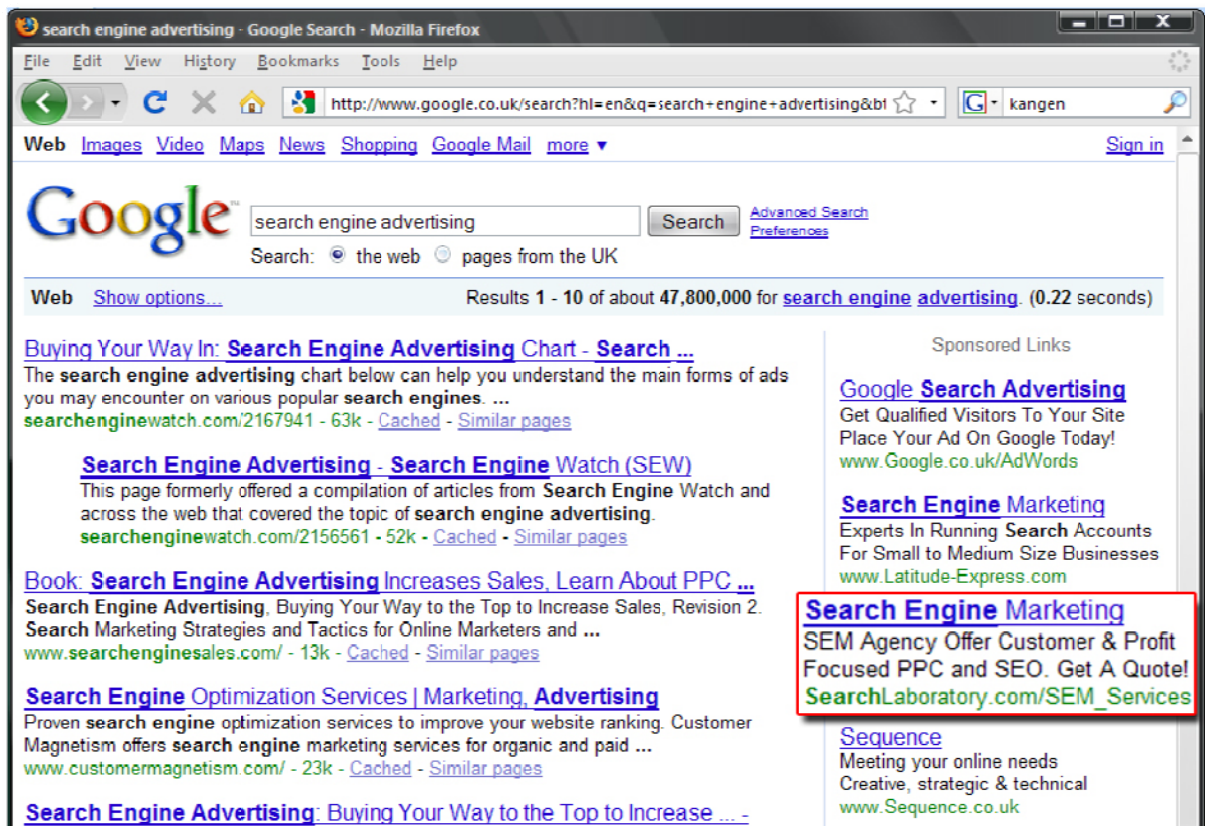 search engine advertising - Google Search - Mozilla Firefox
File Edit View History Bookmarks Tools Help
http://www.google.co.uk/search?hl=en&q=search+engine+advertising&bt
G kangen
Web Images Video Maps News Shopping Google Mail more ▼ Sign in
Google™ search engine advertising Search Advanced Search
Preferences
Search: the web pages from the UK
Web Show options... Results 1 - 10 of about 47,800,000 for search engine advertising. (0.22 seconds)
Buying Your Way In: Search Engine Advertising Chart - Search ...
The search engine advertising chart below can help you understand the main forms of ads
you may encounter on various popular search engines. ...
searchenginewatch.com/2167941 - 63k - Cached - Similar pages
Search Engine Advertising - Search Engine Watch (SEW)
This page formerly offered a compilation of articles from Search Engine Watch and
across the web that covered the topic of search engine advertising.
searchenginewatch.com/2156561 - 52k - Cached - Similar pages
Book: Search Engine Advertising Increases Sales, Learn About PPC ...
Search Engine Advertising, Buying Your Way to the Top to Increase Sales, Revision 2.
Search Marketing Strategies and Tactics for Online Marketers and ...
www.searchenginesales.com/ - 13k - Cached - Similar pages
Search Engine Optimization Services | Marketing, Advertising
Proven search engine optimization services to improve your website ranking. Customer
Magnetism offers search engine marketing services for organic and paid ...
www.customermagnetism.com/ - 23k - Cached - Similar pages
Search Engine Advertising: Buying Your Way to the Top to Increase ... -
Sponsored Links
Google Search Advertising
Get Qualified Visitors To Your Site
Place Your Ad On Google Today!
www.Google.co.uk/AdWords
Search Engine Marketing
Experts In Running Search Accounts
For Small to Medium Size Businesses
www.Latitude-Express.com
Search Engine Marketing
SEM Agency Offer Customer & Profit
Focused PPC and SEO. Get A Quote!
SearchLaboratory.com/SEM_Services
Sequence
Meeting your online needs
Creative, strategic & technical
www.Sequence.co.uk